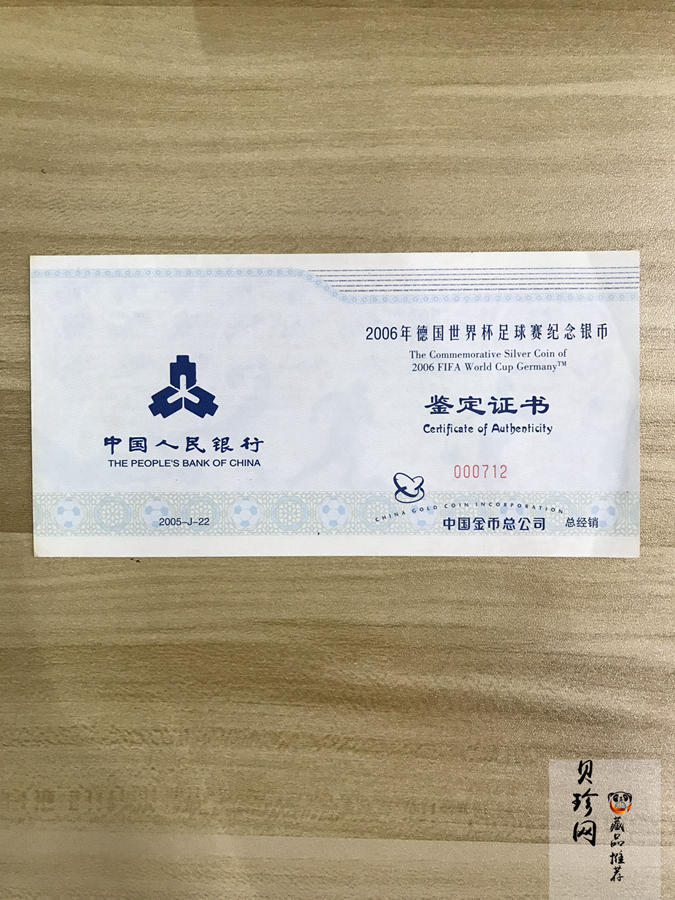 2006年德国世界杯足球赛纪念银币
The Commemorative Silver Coin of
2006 FIFA World Cup Germany™
鉴定证书
Certificate of Authenticity
中国人民银行
THE PEOPLE'S BANK OF CHINA
000712
CHINA GOLD COIN INCORPORATION
2005-J-22
中国金币总公司 总经销
贝珍网
藏品推荐